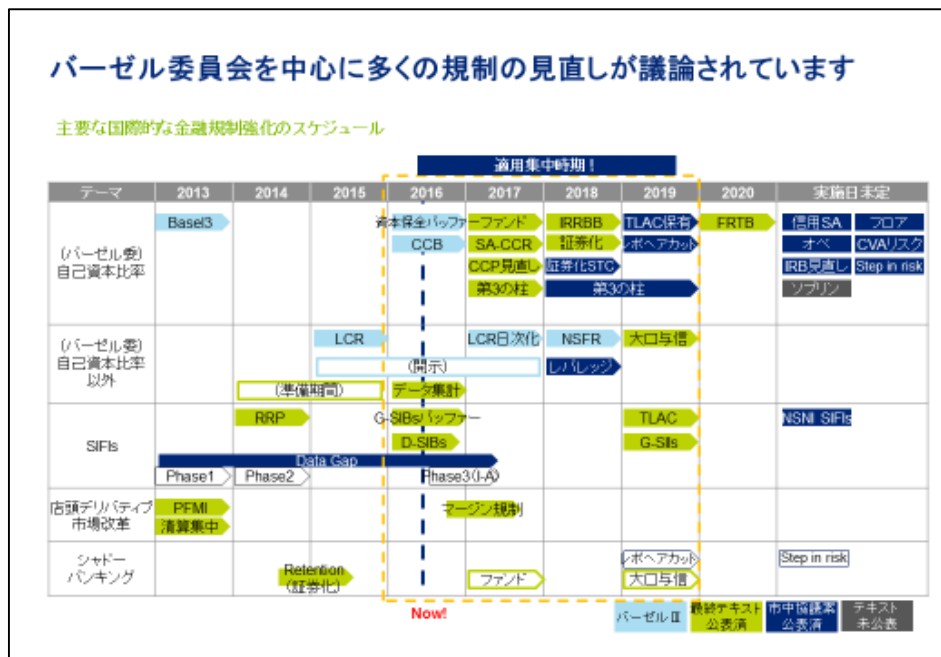 バーゼル委員会を中心に多くの規制の見直しが議論されています
主要な国際的な金融規制強化のスケジュール
適用集中時期！
テーマ 2013 2014 2015 2016 2017 2018 2019 2020 実施日未定
(バーゼル委)
自己資本比率
Basel3 資本保全バッファー ファンド IRRBB TLAC保有 FRTB 信用SA フロア
CCB SA-CCR 証券化 レポヘアカット オペ CVAリスク
CCP見直し 証券化STC IRB見直し Step in risk
第3の柱 第3の柱 ソブリン
(バーゼル委)
自己資本比率
以外
LCR LCR日次化 NSFR 大口与信
(開示) レバレッジ
(準備期間) データ集計
SIFIs
RRP G-SIBsバッファー TLAC NSNI SIFIs
D-SIBs G-SIIs
Data Gap
Phase1 Phase2 Phase3(I-A)
店頭デリバティブ
市場改革
PFMI マージン規制
清算集中
シャドー
バンキング
Retention
(証券化)
レポヘアカット Step in risk
ファンド 大口与信
Now!
バーゼルⅢ
最終テキスト
公表済
市中協議案
公表済
テキスト
未公表